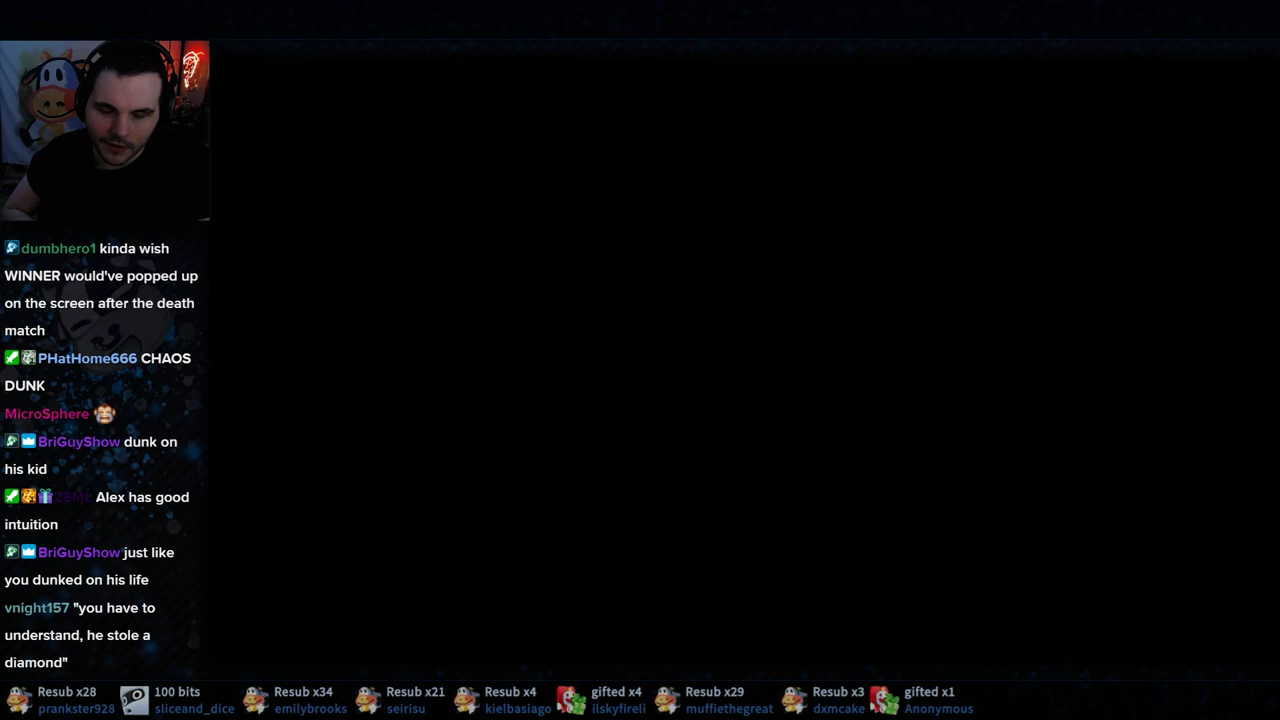 dumbhero1 kinda wish
WINNER would've popped up
on the screen after the death
match
PHatHome666 CHAOS
DUNK
MicroSphere
BriGuyShow dunk on
his kid
Alex has good
intuition
BriGuyShow just like
you dunked on his life
vnight157 "you have to
understand, he stole a
diamond"
Resub x28
prankster928
100 bits
sliceand_dice
Resub x34
emilybrooks
Resub x21
seirisu
Resub x4
kielbasiago
gifted x4
ilskyfireli
Resub x29
muffiethegreat
Resub x3
dxmcake
gifted x1
Anonymous